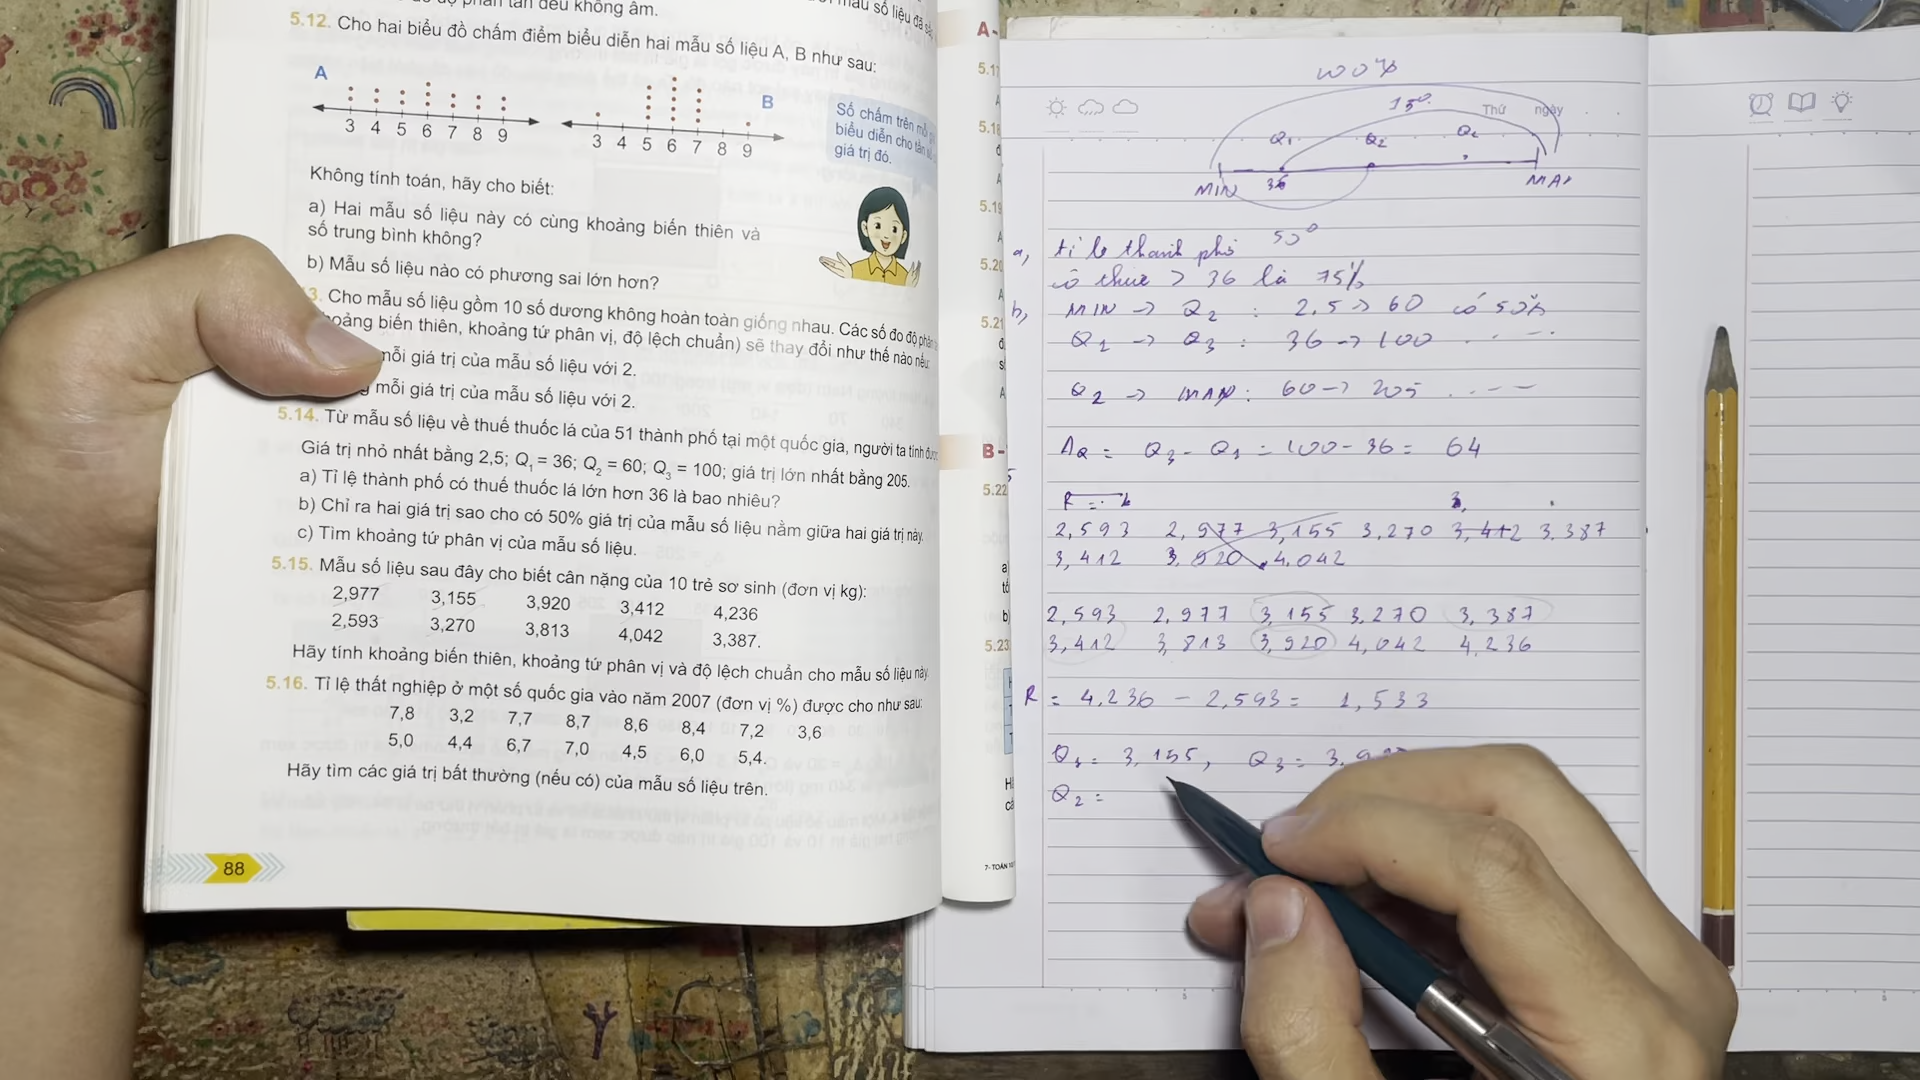 5.12. Cho hai biểu đồ chấm điểm biểu diễn hai mẫu số liệu A, B như sau:
A
3 4 5 6 7 8 9
B
3 4 5 6 7 8 9
Số chấm trên mỗi
biểu diễn cho tần
giá trị đó.
Không tính toán, hãy cho biết:
a) Hai mẫu số liệu này có cùng khoảng biến thiên và
số trung bình không?
b) Mẫu số liệu nào có phương sai lớn hơn?
3. Cho mẫu số liệu gồm 10 số dương không hoàn toàn giống nhau. Các số đo độ phân
khoảng biến thiên, khoảng tứ phân vị, độ lệch chuẩn) sẽ thay đổi như thế nào nếu:
mỗi giá trị của mẫu số liệu với 2.
mỗi giá trị của mẫu số liệu với 2.
5.14. Từ mẫu số liệu về thuế thuốc lá của 51 thành phố tại một quốc gia, người ta tính được
Giá trị nhỏ nhất bằng 2,5; Q1 = 36; Q2 = 60; Q3 = 100; giá trị lớn nhất bằng 205.
a) Tỉ lệ thành phố có thuế thuốc lá lớn hơn 36 là bao nhiêu?
b) Chỉ ra hai giá trị sao cho có 50% giá trị của mẫu số liệu nằm giữa hai giá trị này.
c) Tìm khoảng tứ phân vị của mẫu số liệu.
5.15. Mẫu số liệu sau đây cho biết cân nặng của 10 trẻ sơ sinh (đơn vị kg):
2,977 3,155 3,920 3,412 4,236
2,593 3,270 3,813 4,042 3,387.
Hãy tính khoảng biến thiên, khoảng tứ phân vị và độ lệch chuẩn cho mẫu số liệu này.
5.16. Tỉ lệ thất nghiệp ở một số quốc gia vào năm 2007 (đơn vị %) được cho như sau:
7,8 3,2 7,7 8,7 8,6 8,4 7,2 3,6
5,0 4,4 6,7 7,0 4,5 6,0 5,4.
Hãy tìm các giá trị bất thường (nếu có) của mẫu số liệu trên.
88
A-
5.20
5.21
B-
5.22
b)
5.23
7-TOÁN
Thứ ngày
Q1 Q2
MIN 36 MAX
a, tỉ lệ thành phố
có thuế > 36 là 75%
b, MIN → Q2 : 2,5 → 60 có 50%
Q1 → Q3 : 36 → 100
Q2 → MAX : 60 → 205
ΔQ = Q3 - Q1 = 100 - 36 = 64
2,593 2,977 3,155 3,270 3,412 3,387
3,412 3,920 4,042
2,593 2,977 3,155 3,270 3,387
3,412 3,813 3,920 4,042 4,236
R = 4,236 - 2,593 = 1,533
Q1 = 3,155, Q3 = 3,9
Q2 =